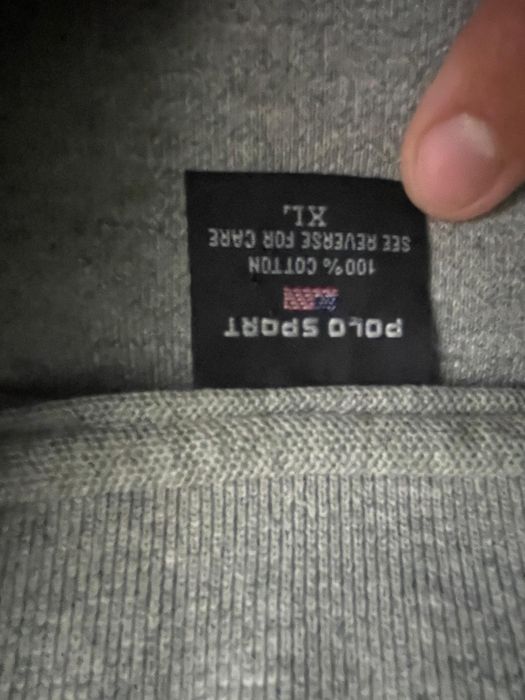 POLO SPORT
100% COTTON
SEE REVERSE FOR CARE
XL